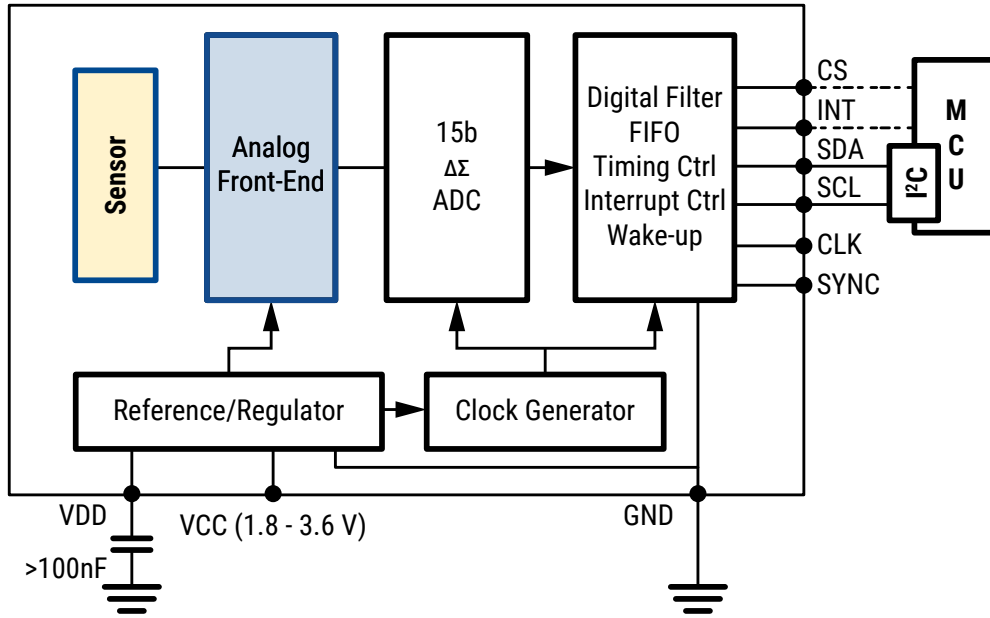 Sensor
Analog
Front-End
15b
ΔΣ
ADC
Digital Filter
FIFO
Timing Ctrl
Interrupt Ctrl
Wake-up
CS
INT
SDA
SCL
CLK
SYNC
I²C
M
C
U
Reference/Regulator
Clock Generator
VDD
VCC (1.8 - 3.6 V)
GND
>100nF